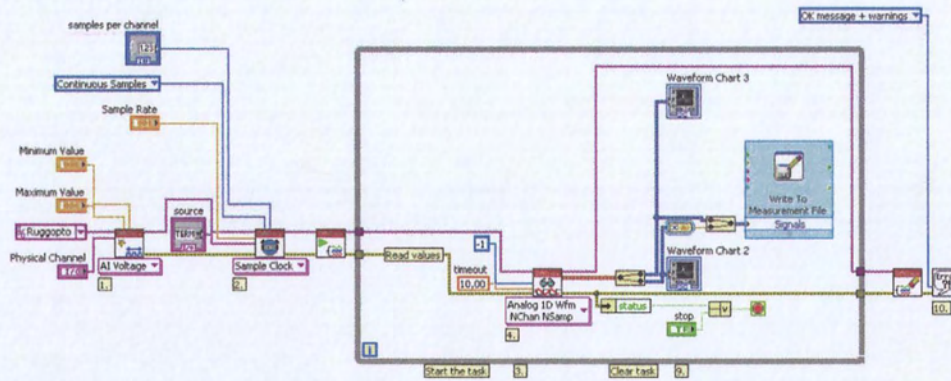 samples per channel
OK message + warnings
Continuous Samples
Sample Rate
Minimum Value
Maximum Value
Ruggopto
Physical Channel
I/O
AI Voltage
1.
source
Sample Clock
2.
Waveform Chart 3
Write To
Measurement File
Signals
Read values
-1
timeout
10,00
Waveform Chart 2
Analog 1D Wfm
NChan NSamp
4.
status
stop
TF
i
Start the task
3.
Clear task
9.
10.